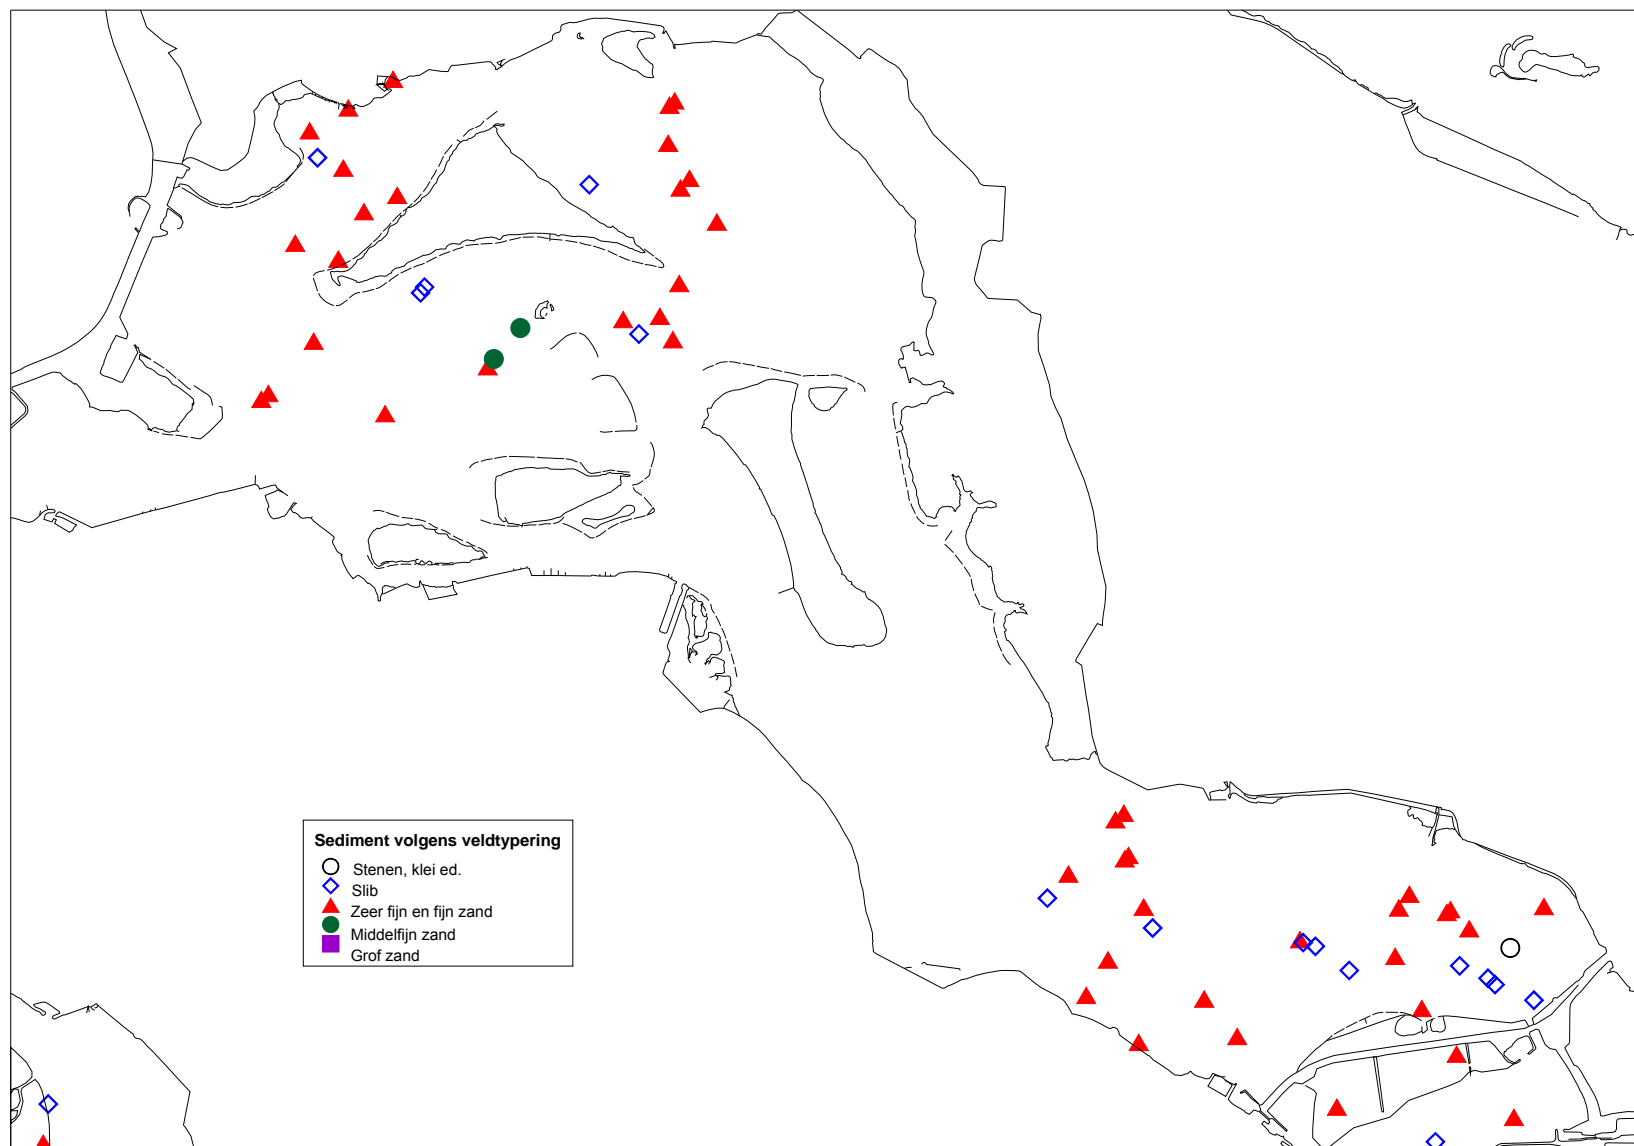 Sediment volgens veldtypering
Stenen, klei ed.
Slib
Zeer fijn en fijn zand
Middelfijn zand
Grof zand